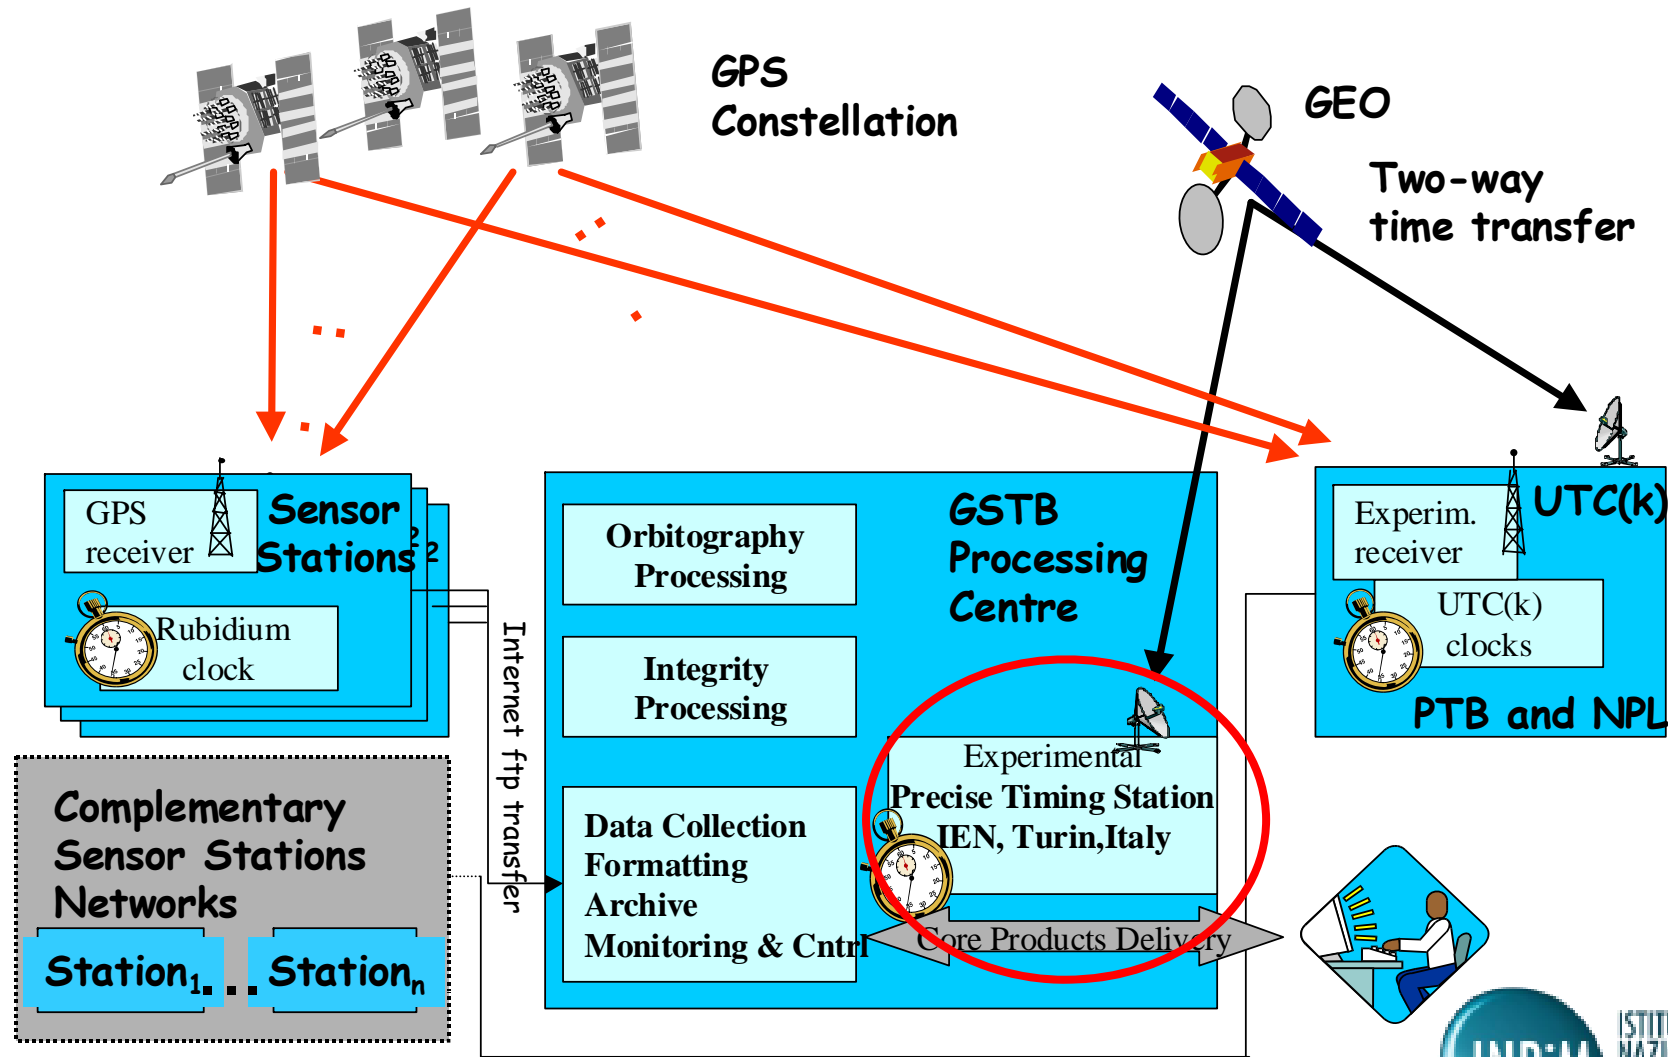 GPS
Constellation
GEO
Two-way
time transfer
GPS
receiver
Sensor
Stations
2
2
Rubidium
clock
Internet ftp transfer
Complementary
Sensor Stations
Networks
Station1
...
Stationn
Orbitography
Processing
Integrity
Processing
Data Collection
Formatting
Archive
Monitoring & Cntrl
GSTB
Processing
Centre
Experimental
Precise Timing Station
IEN, Turin,Italy
Core Products Delivery
Experim.
receiver
UTC(k)
UTC(k)
clocks
PTB and NPL